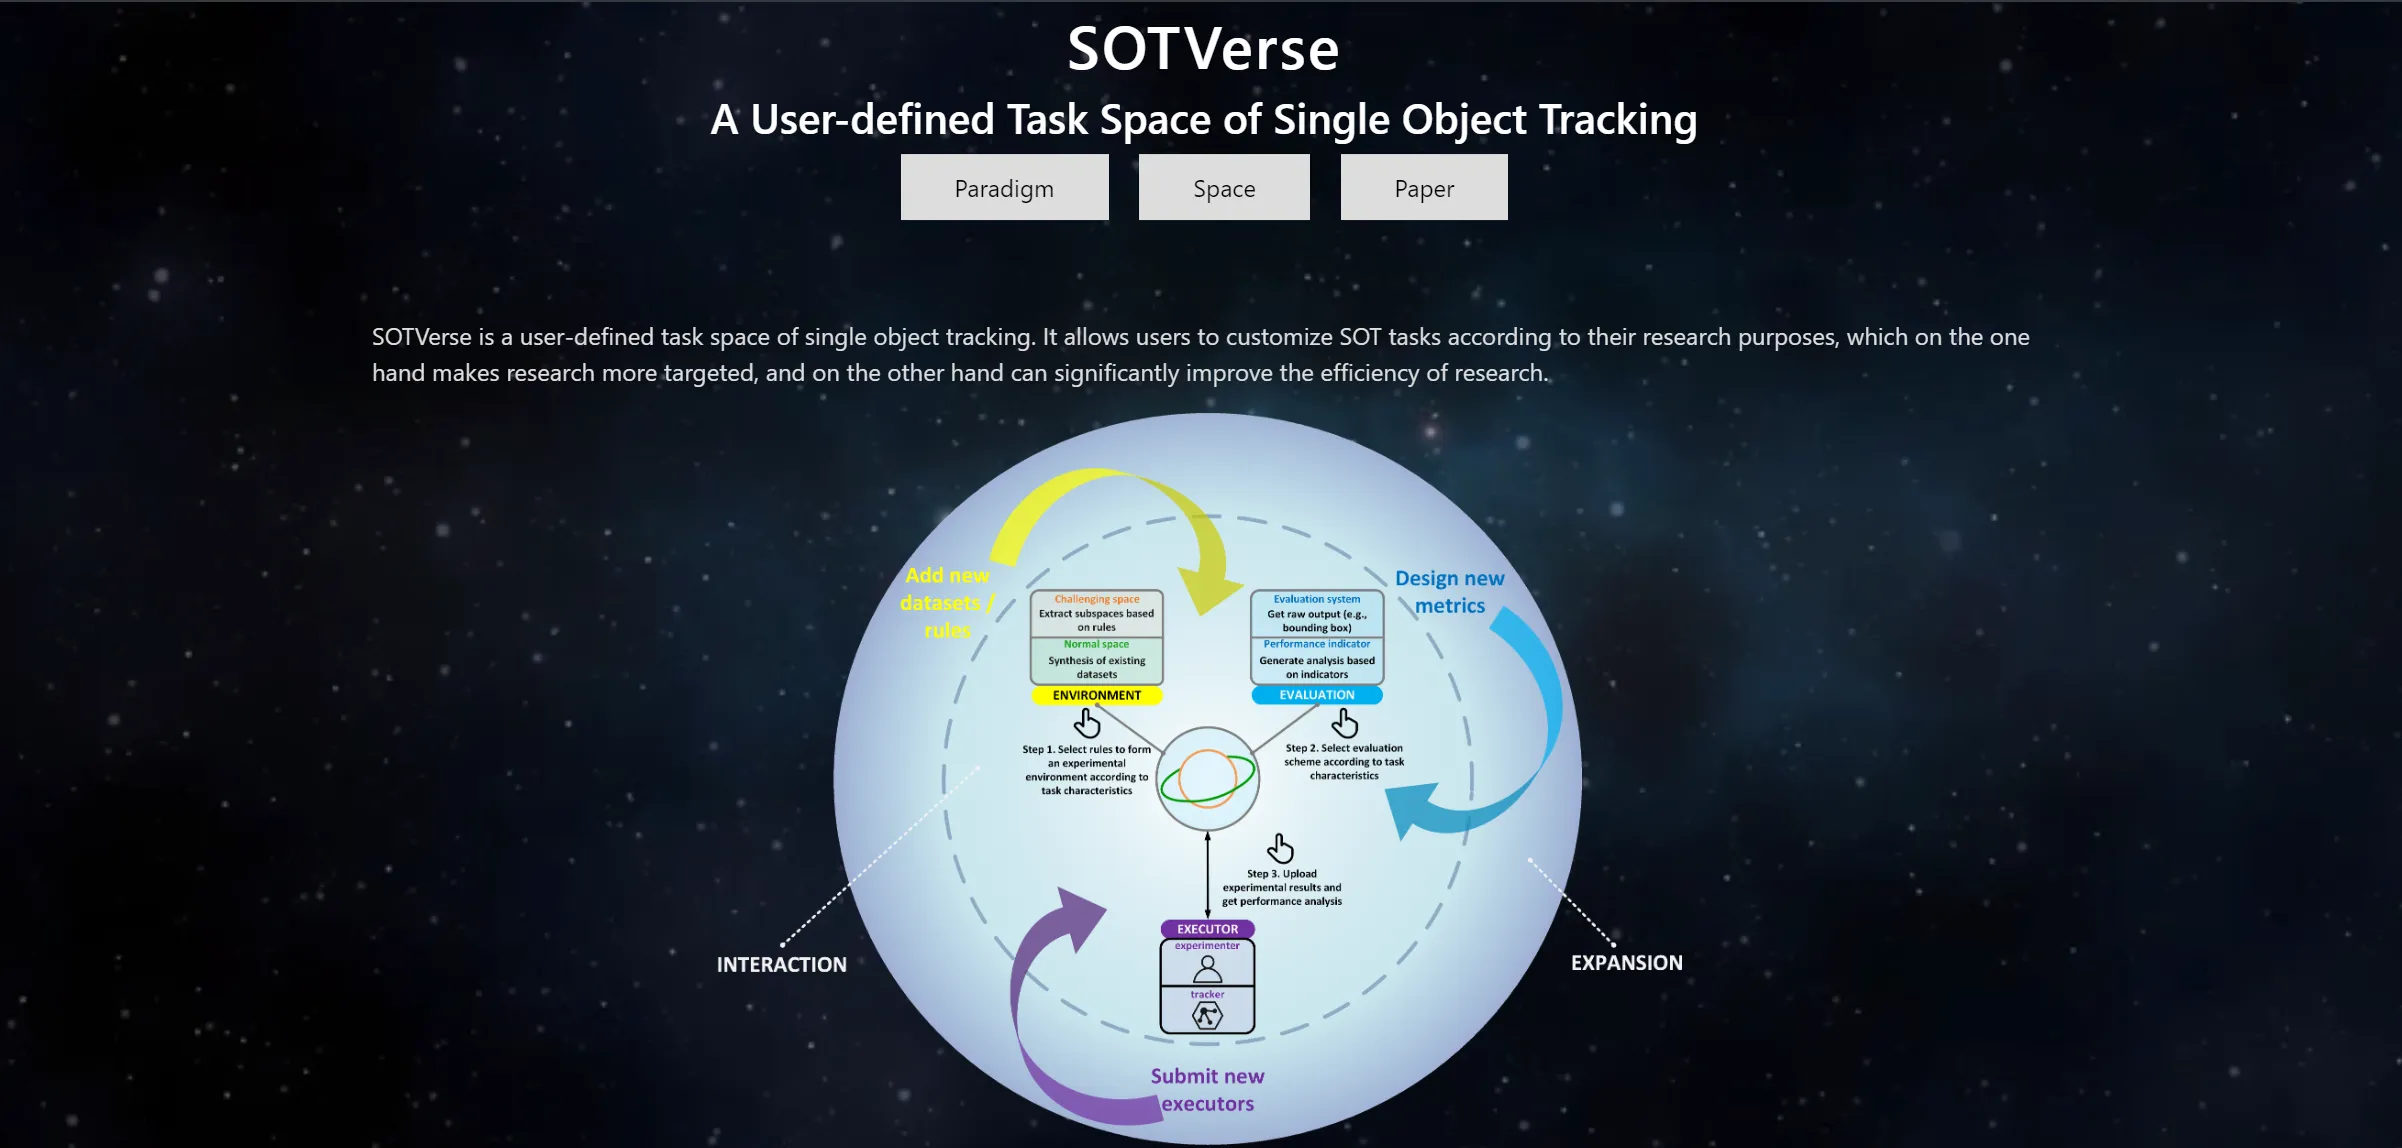 SOTVerse
A User-defined Task Space of Single Object Tracking
Paradigm
Space
Paper
SOTVerse is a user-defined task space of single object tracking. It allows users to customize SOT tasks according to their research purposes, which on the one
hand makes research more targeted, and on the other hand can significantly improve the efficiency of research.
Add new
datasets /
rules
Challenging space
Extract subspaces based
on rules
Normal space
Synthesis of existing
datasets
ENVIRONMENT
Step 1. Select rules to form
an experimental
environment according to
task characteristics
Evaluation system
Get raw output (e.g.,
bounding box)
Performance indicator
Generate analysis based
on indicators
EVALUATION
Step 2. Select evaluation
scheme according to task
characteristics
Design new
metrics
Step 3. Upload
experimental results and
get performance analysis
EXECUTOR
experimenter
tracker
INTERACTION
EXPANSION
Submit new
executors